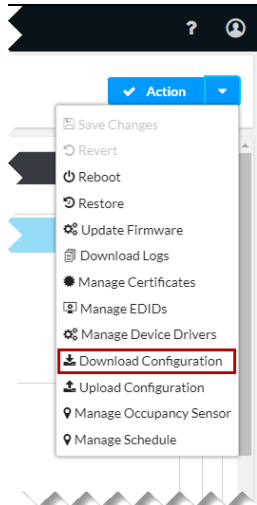 ?
Action
Save Changes
Revert
Reboot
Restore
Update Firmware
Download Logs
Manage Certificates
Manage EDIDs
Manage Device Drivers
Download Configuration
Upload Configuration
Manage Occupancy Sensor
Manage Schedule